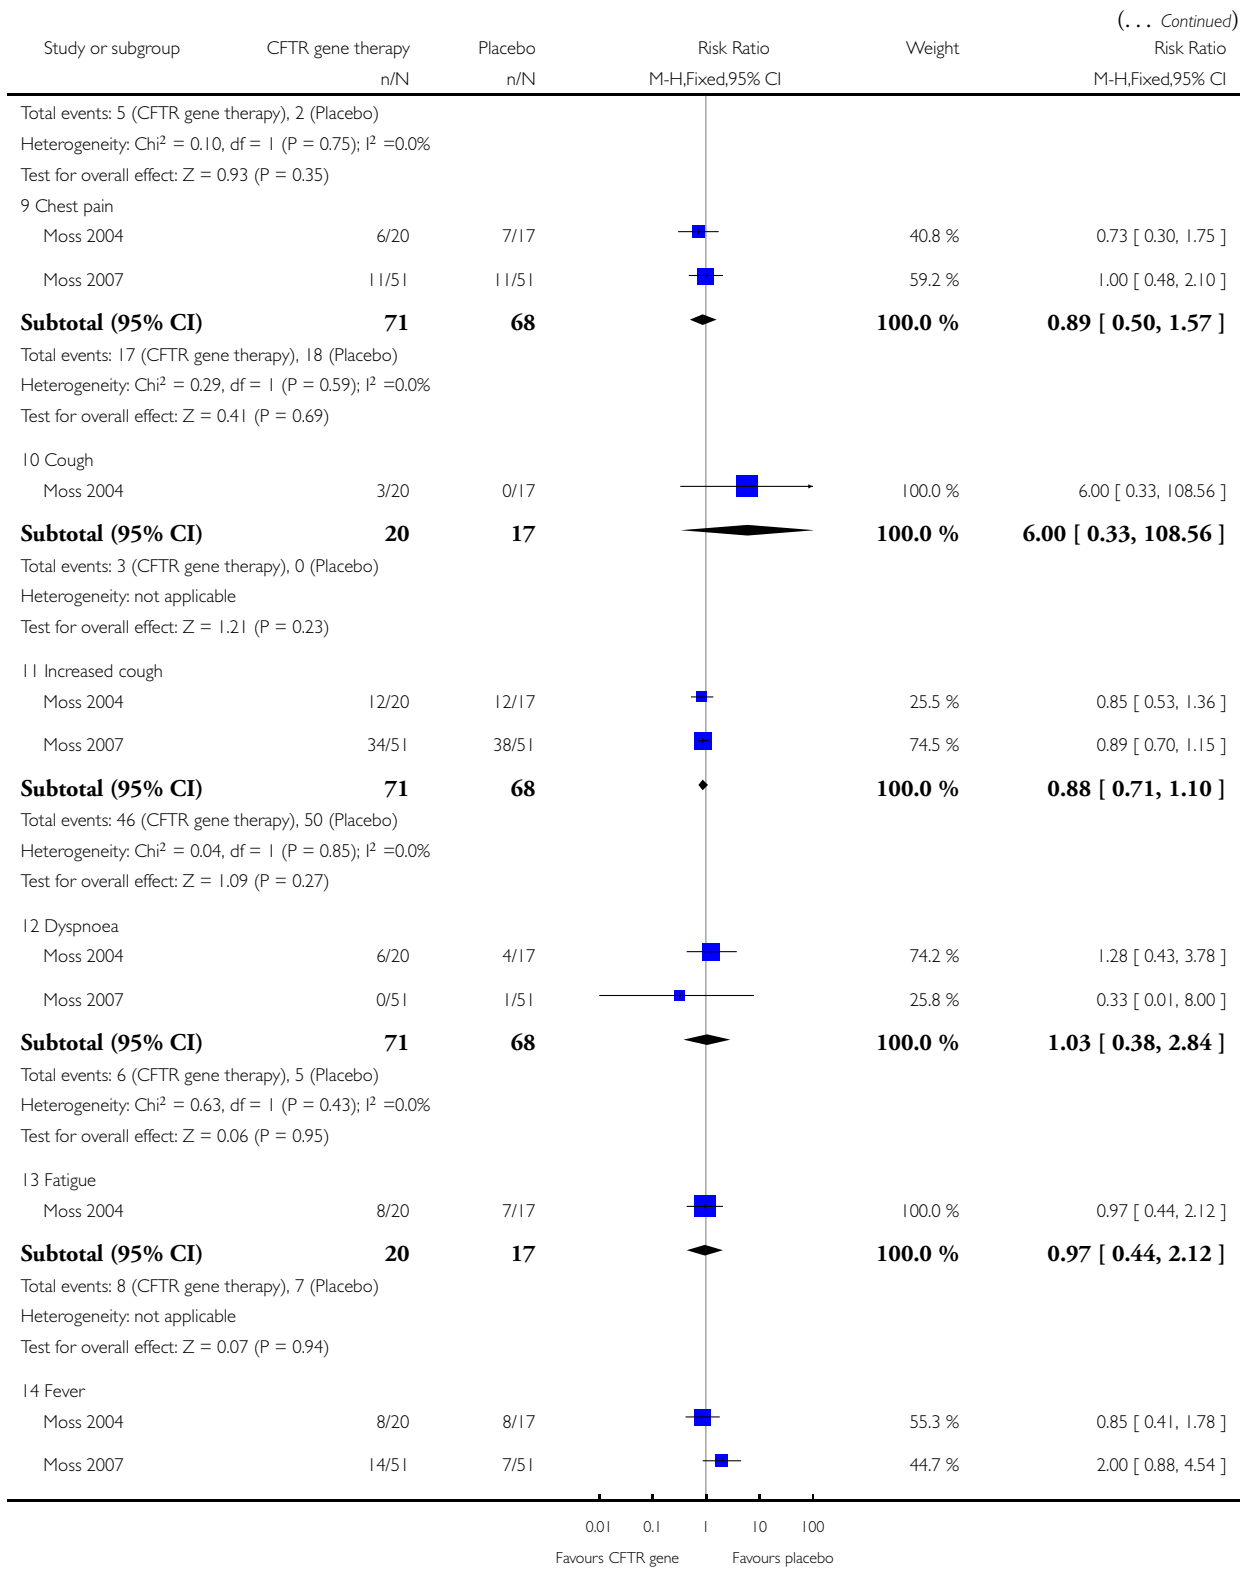 (... Continued)
Study or subgroup CFTR gene therapy Placebo Risk Ratio Weight Risk Ratio
n/N n/N M-H,Fixed,95% CI M-H,Fixed,95% CI
Total events: 5 (CFTR gene therapy), 2 (Placebo)
Heterogeneity: Chi² = 0.10, df = 1 (P = 0.75); I² =0.0%
Test for overall effect: Z = 0.93 (P = 0.35)
9 Chest pain
Moss 2004 6/20 7/17 40.8 % 0.73 [ 0.30, 1.75 ]
Moss 2007 11/51 11/51 59.2 % 1.00 [ 0.48, 2.10 ]
Subtotal (95% CI) 71 68 100.0 % 0.89 [ 0.50, 1.57 ]
Total events: 17 (CFTR gene therapy), 18 (Placebo)
Heterogeneity: Chi² = 0.29, df = 1 (P = 0.59); I² =0.0%
Test for overall effect: Z = 0.41 (P = 0.69)
10 Cough
Moss 2004 3/20 0/17 100.0 % 6.00 [ 0.33, 108.56 ]
Subtotal (95% CI) 20 17 100.0 % 6.00 [ 0.33, 108.56 ]
Total events: 3 (CFTR gene therapy), 0 (Placebo)
Heterogeneity: not applicable
Test for overall effect: Z = 1.21 (P = 0.23)
11 Increased cough
Moss 2004 12/20 12/17 25.5 % 0.85 [ 0.53, 1.36 ]
Moss 2007 34/51 38/51 74.5 % 0.89 [ 0.70, 1.15 ]
Subtotal (95% CI) 71 68 100.0 % 0.88 [ 0.71, 1.10 ]
Total events: 46 (CFTR gene therapy), 50 (Placebo)
Heterogeneity: Chi² = 0.04, df = 1 (P = 0.85); I² =0.0%
Test for overall effect: Z = 1.09 (P = 0.27)
12 Dyspnoea
Moss 2004 6/20 4/17 74.2 % 1.28 [ 0.43, 3.78 ]
Moss 2007 0/51 1/51 25.8 % 0.33 [ 0.01, 8.00 ]
Subtotal (95% CI) 71 68 100.0 % 1.03 [ 0.38, 2.84 ]
Total events: 6 (CFTR gene therapy), 5 (Placebo)
Heterogeneity: Chi² = 0.63, df = 1 (P = 0.43); I² =0.0%
Test for overall effect: Z = 0.06 (P = 0.95)
13 Fatigue
Moss 2004 8/20 7/17 100.0 % 0.97 [ 0.44, 2.12 ]
Subtotal (95% CI) 20 17 100.0 % 0.97 [ 0.44, 2.12 ]
Total events: 8 (CFTR gene therapy), 7 (Placebo)
Heterogeneity: not applicable
Test for overall effect: Z = 0.07 (P = 0.94)
14 Fever
Moss 2004 8/20 8/17 55.3 % 0.85 [ 0.41, 1.78 ]
Moss 2007 14/51 7/51 44.7 % 2.00 [ 0.88, 4.54 ]
0.01 0.1 1 10 100
Favours CFTR gene Favours placebo